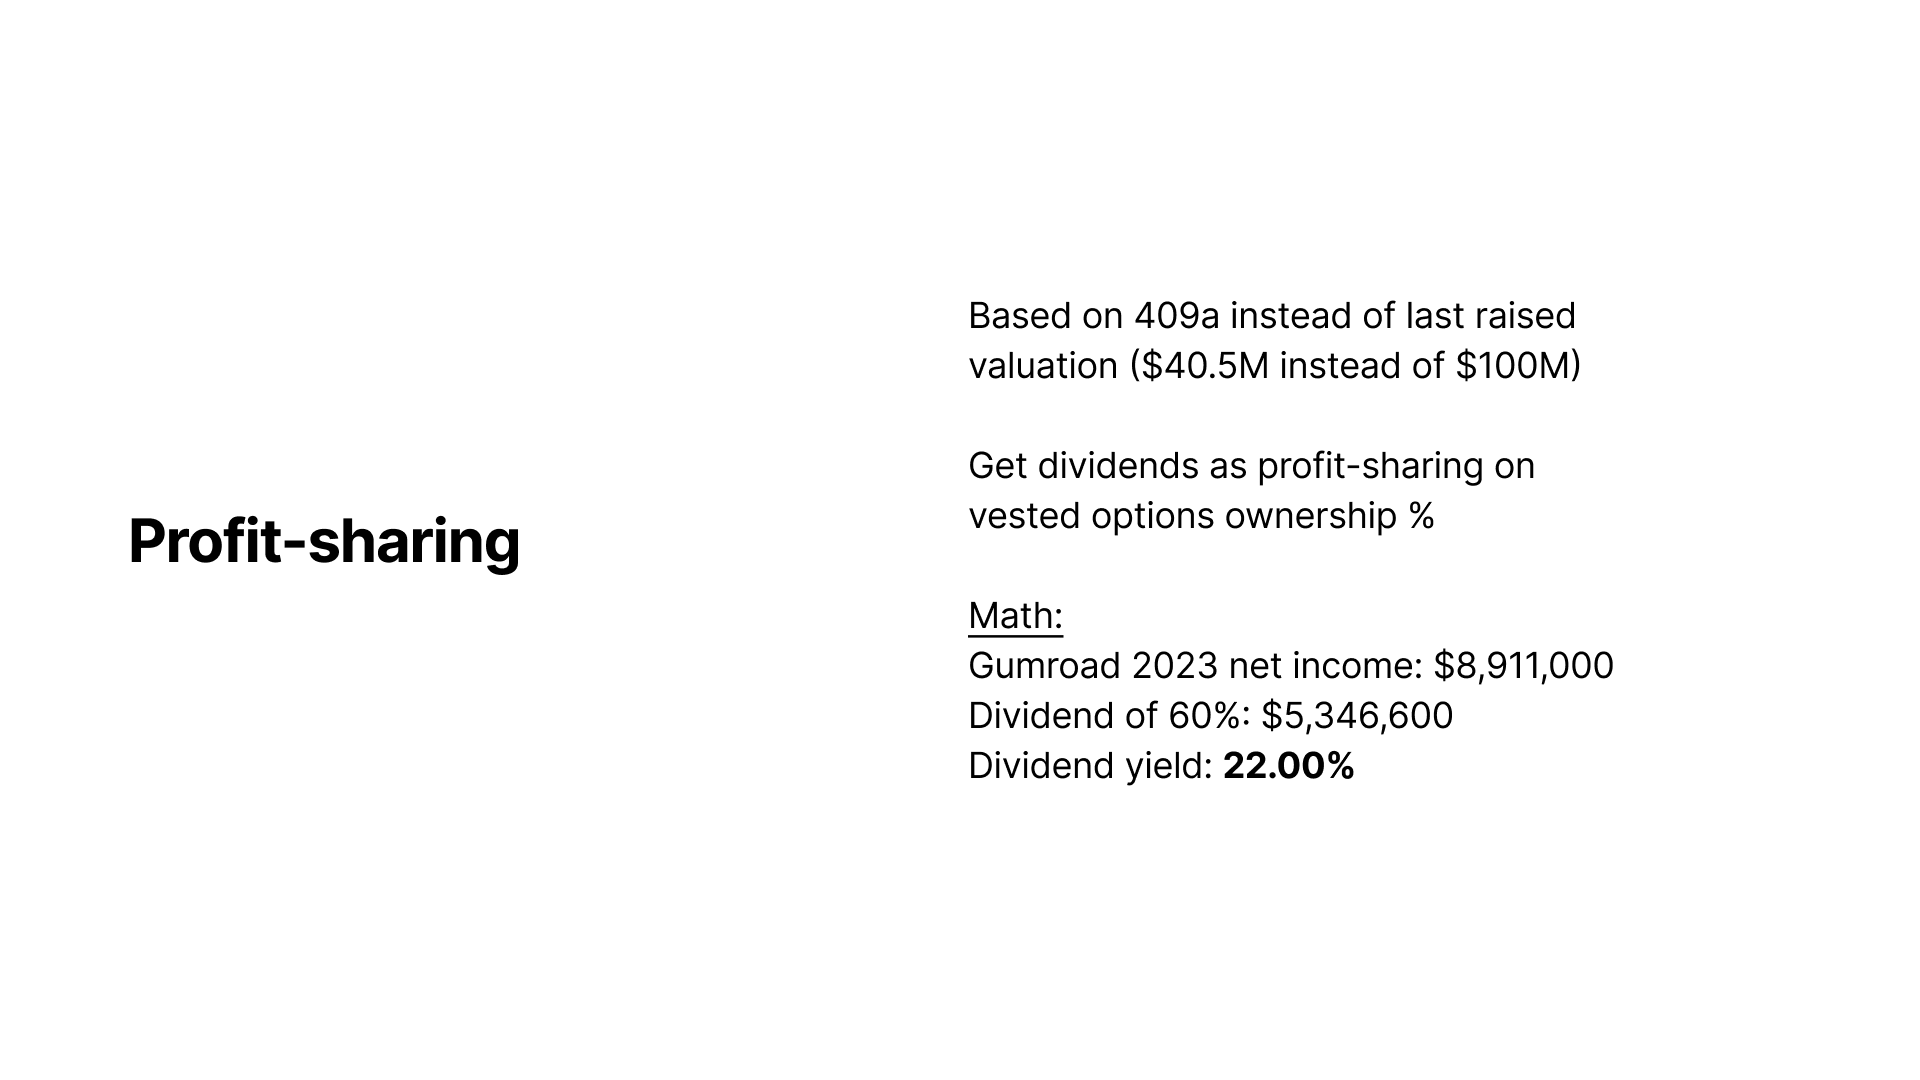 Profit-sharing
Based on 409a instead of last raised
valuation ($40.5M instead of $100M)
Get dividends as profit-sharing on
vested options ownership %
Math:
Gumroad 2023 net income: $8,911,000
Dividend of 60%: $5,346,600
Dividend yield: 22.00%